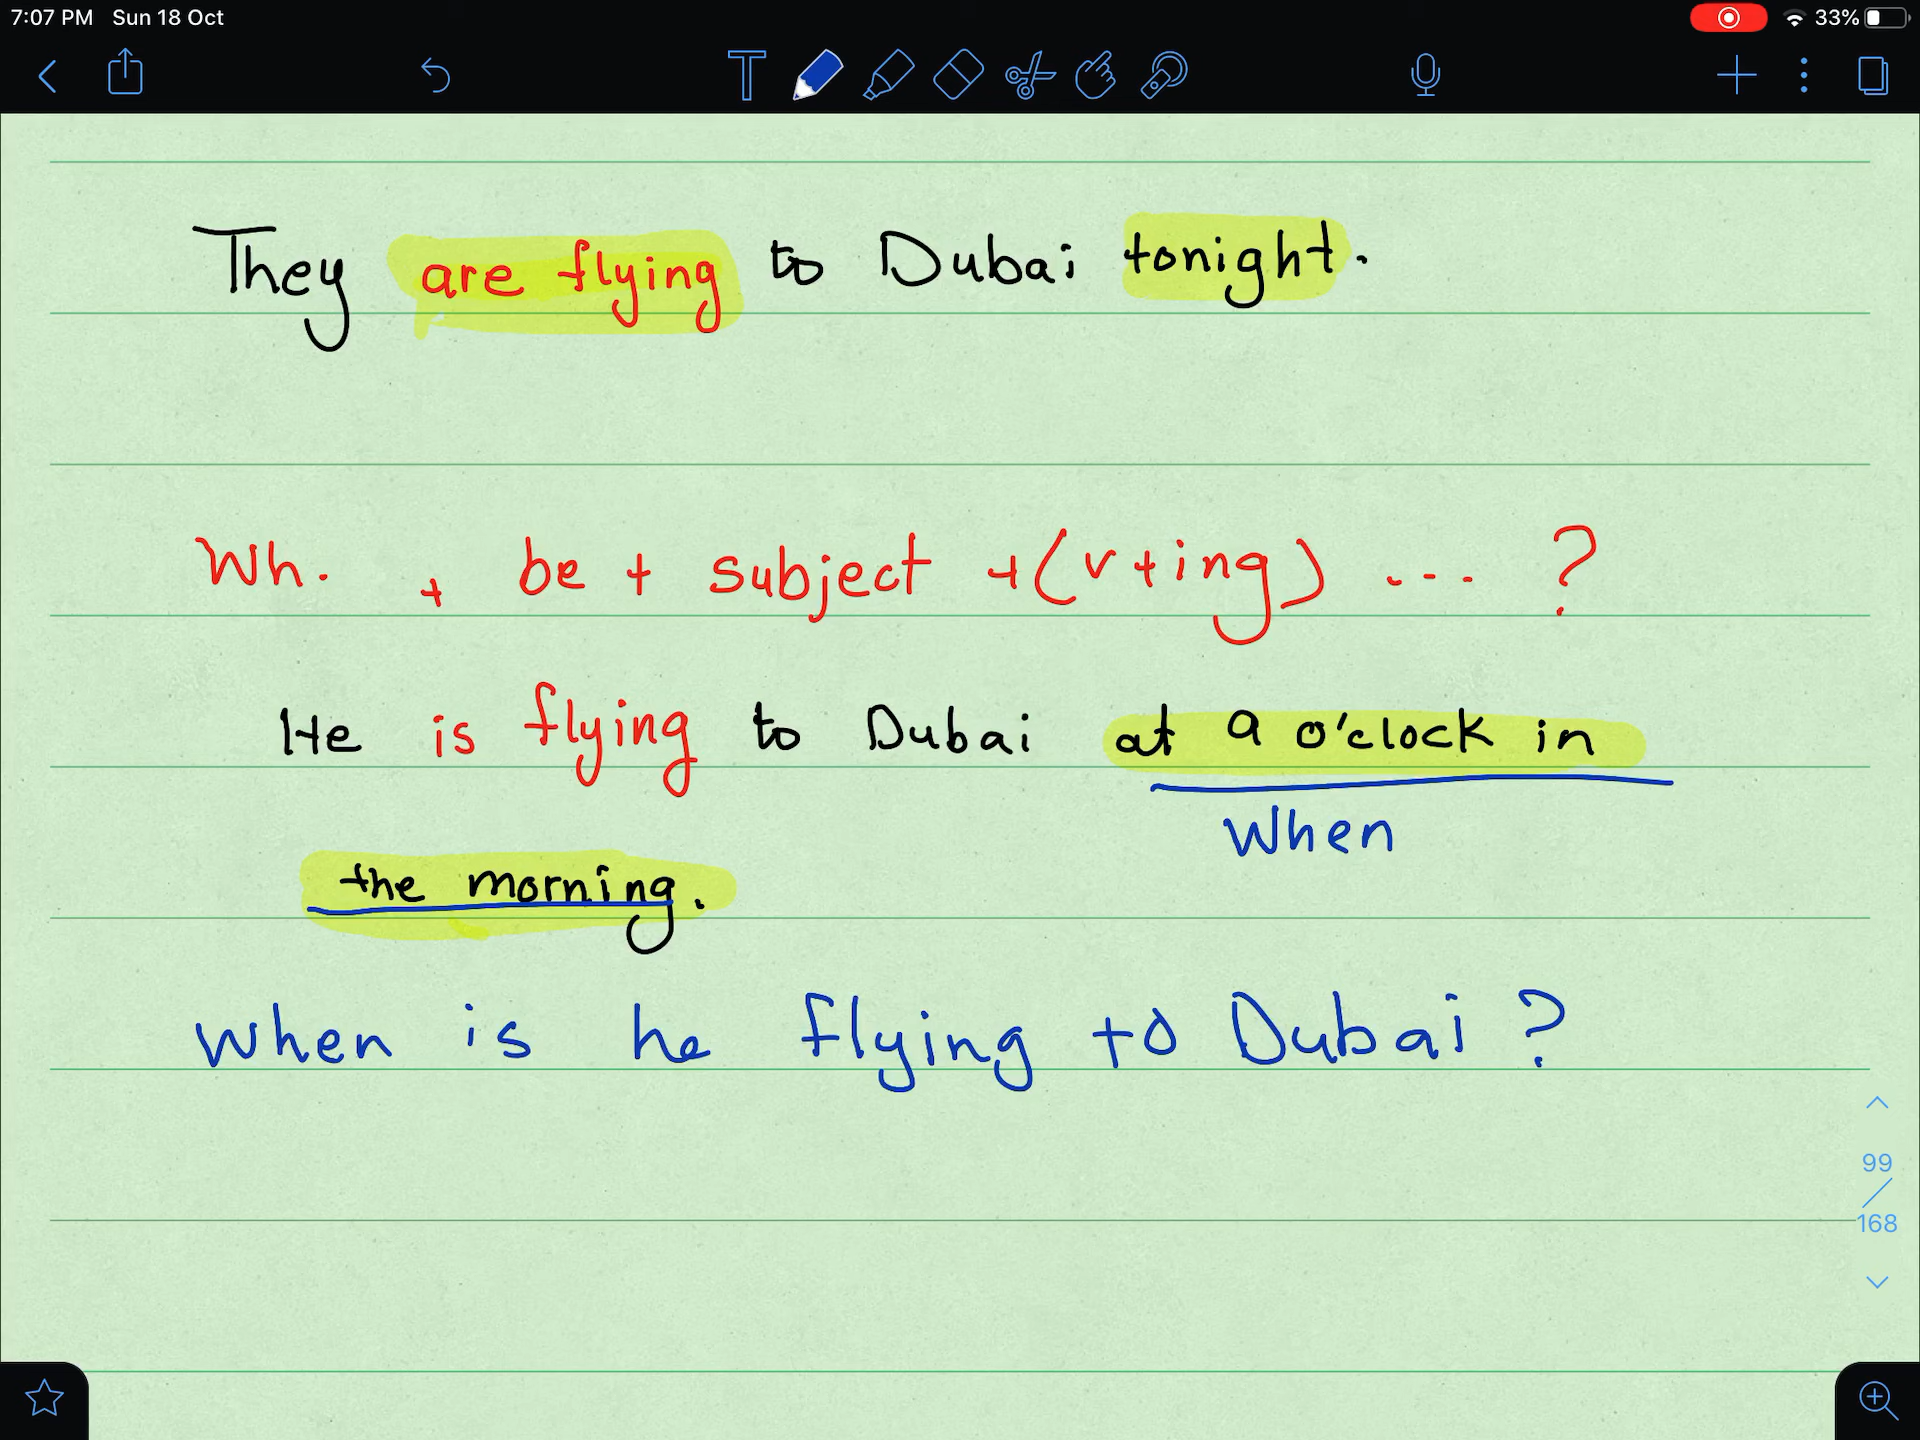 7:07 PM Sun 18 Oct
33%
They are flying to Dubai tonight.
Wh. + be + subject + (v+ing) ... ?
He is flying to Dubai at 9 o'clock in
When
the morning.
When is he flying to Dubai ?
99
168